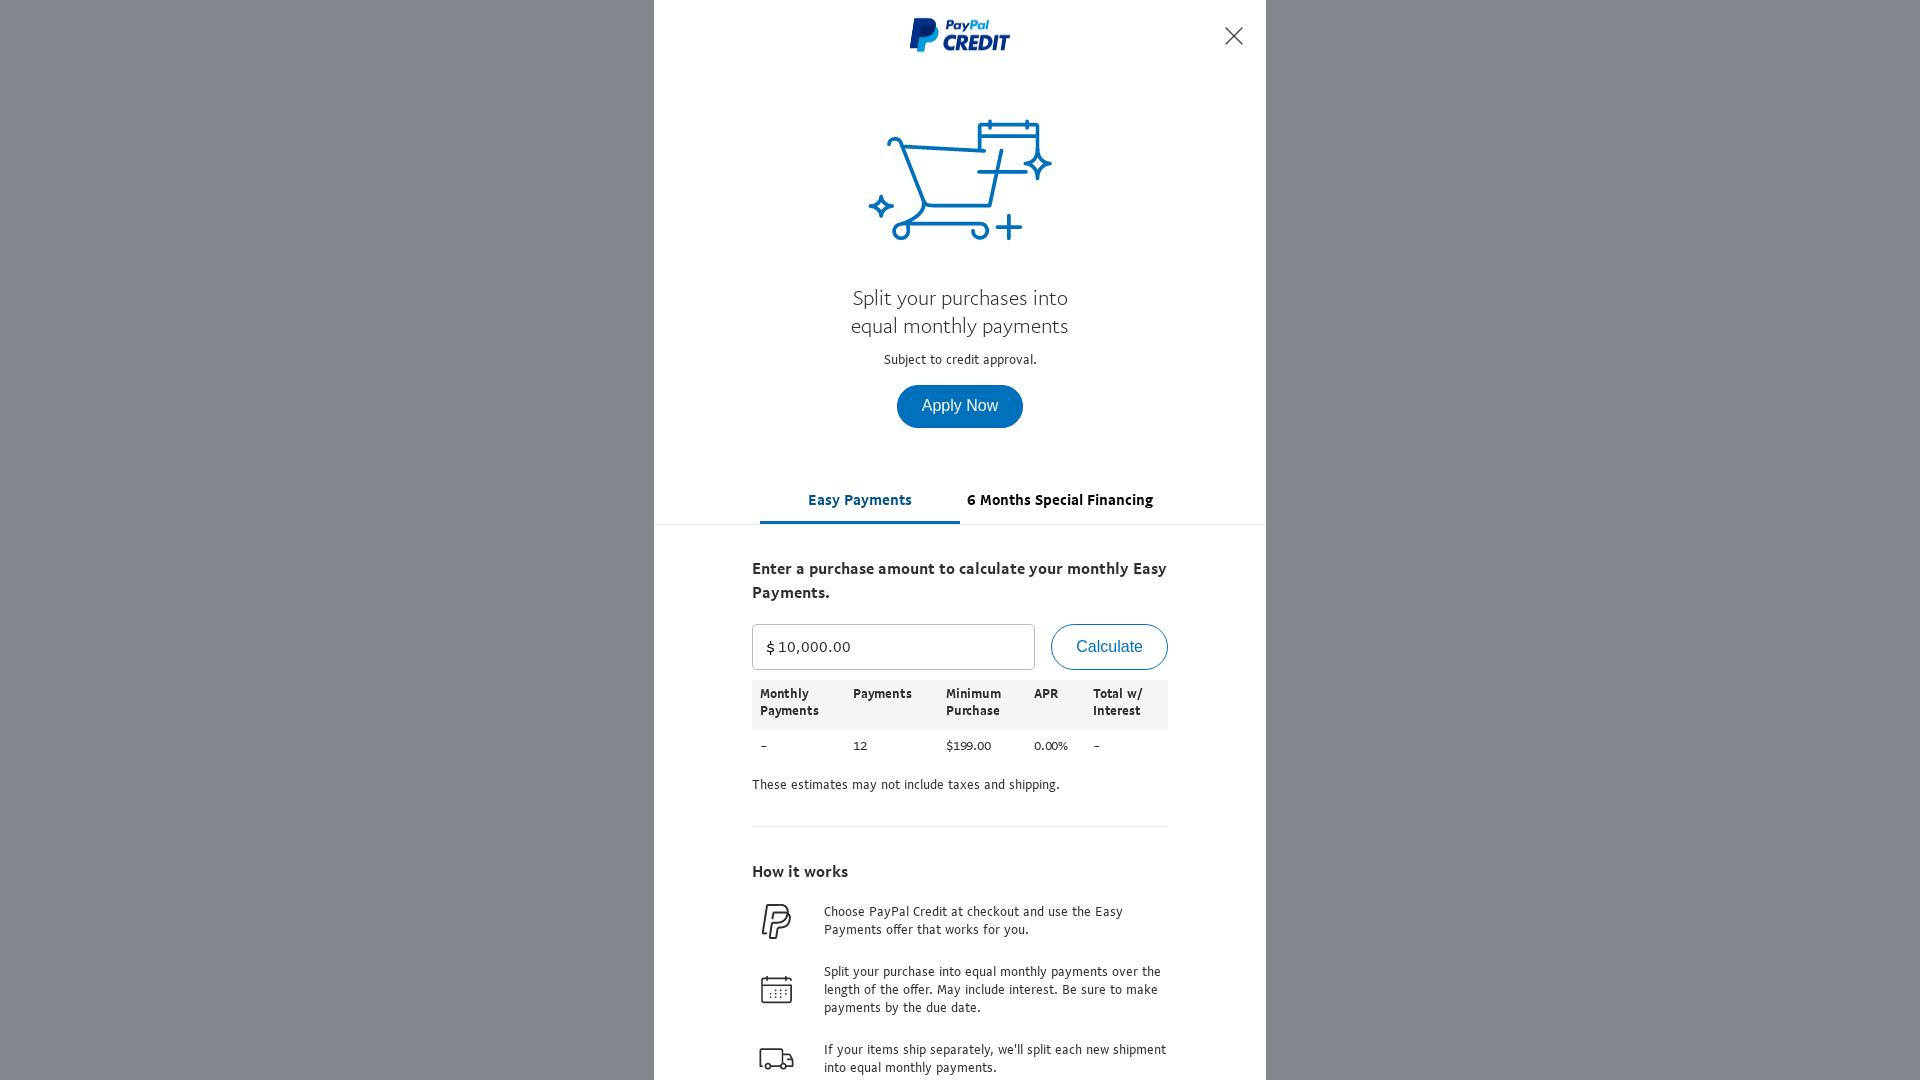 PayPal
CREDIT
Split your purchases into
equal monthly payments
Subject to credit approval.
Apply Now
Easy Payments
6 Months Special Financing
Enter a purchase amount to calculate your monthly Easy
Payments.
$ 10,000.00
Calculate
Monthly Payments
Payments
Minimum Purchase
APR
Total w/ Interest
-
12
$199.00
0.00%
-
These estimates may not include taxes and shipping.
How it works
Choose PayPal Credit at checkout and use the Easy
Payments offer that works for you.
Split your purchase into equal monthly payments over the
length of the offer. May include interest. Be sure to make
payments by the due date.
If your items ship separately, we'll split each new shipment
into equal monthly payments.